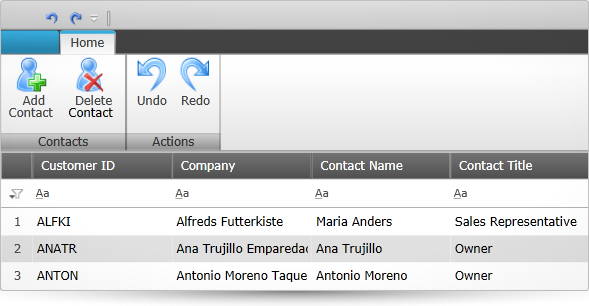 Home
Add Contact
Delete Contact
Undo
Redo
Contacts
Actions
Customer ID Company Contact Name Contact Title
Aa Aa Aa Aa
1 ALFKI Alfreds Futterkiste Maria Anders Sales Representative
2 ANATR Ana Trujillo Emparedac Ana Trujillo Owner
3 ANTON Antonio Moreno Taque Antonio Moreno Owner